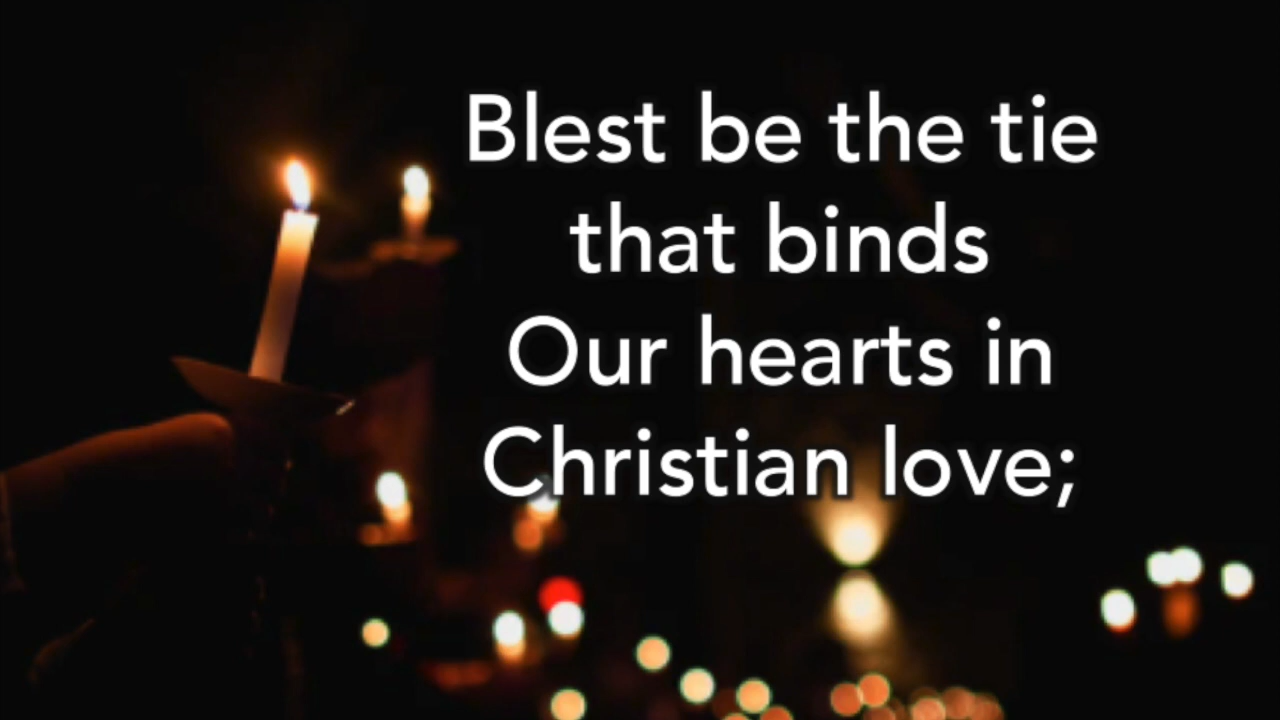 Blest be the tie
that binds
Our hearts in
Christian love;